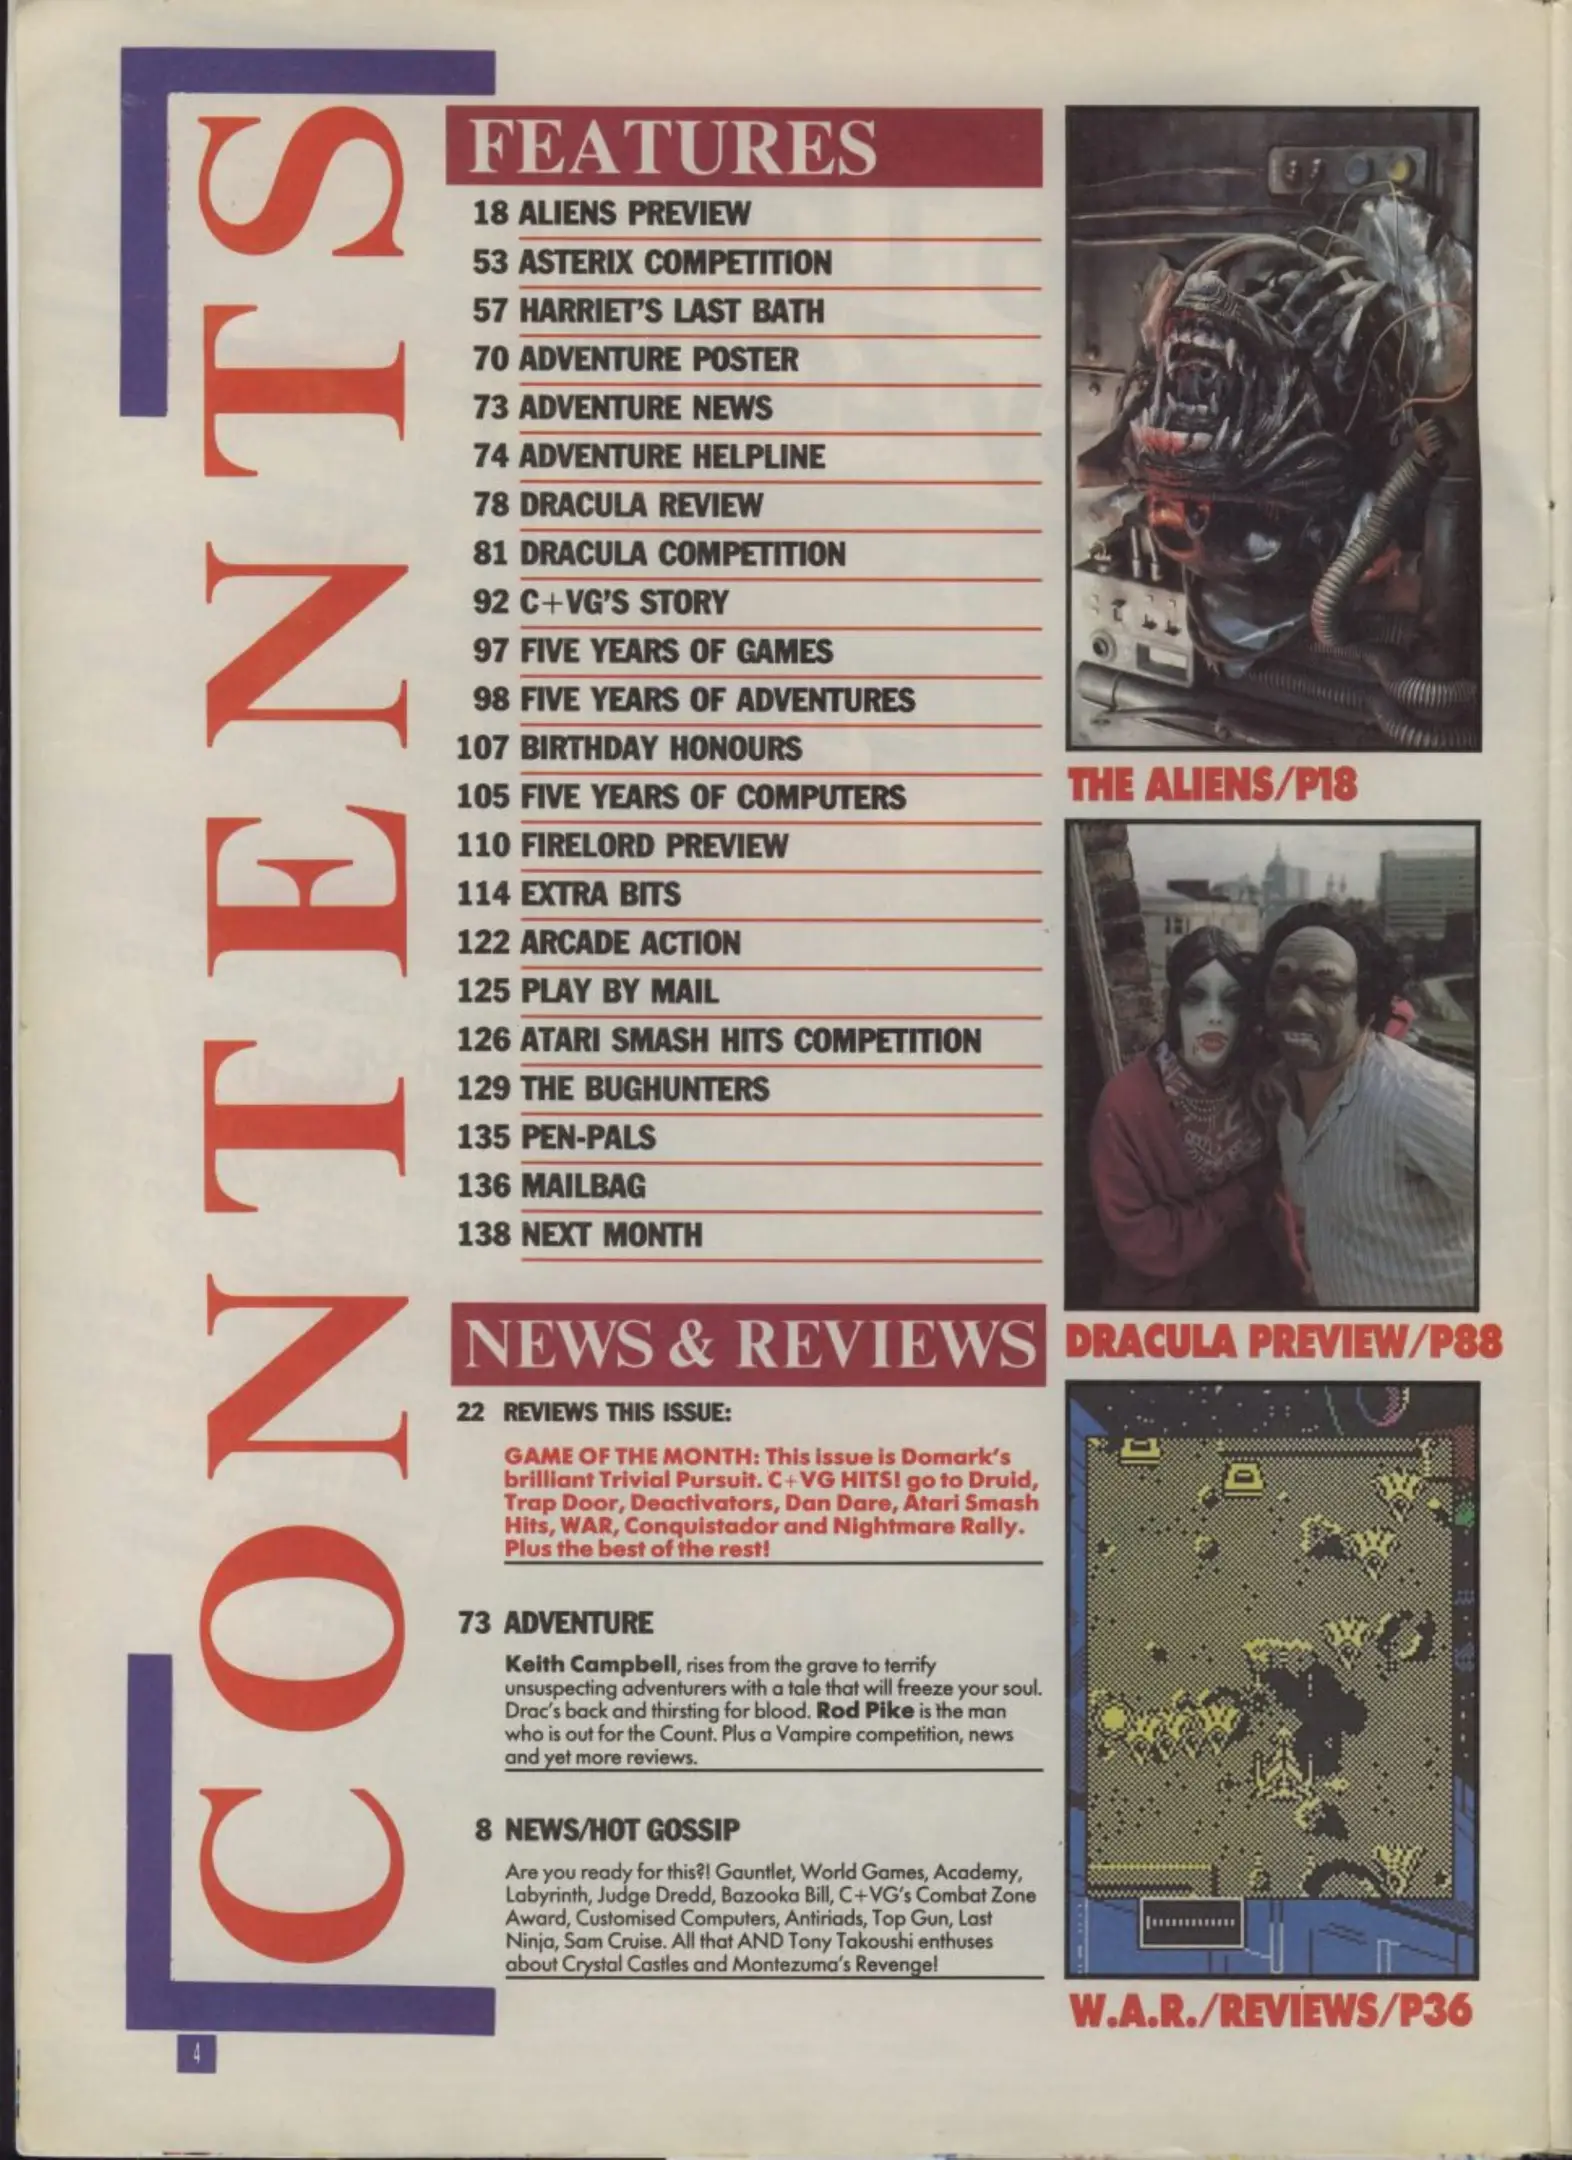 CONTENTS
FEATURES
18 ALIENS PREVIEW
53 ASTERIX COMPETITION
57 HARRIET'S LAST BATH
70 ADVENTURE POSTER
73 ADVENTURE NEWS
74 ADVENTURE HELPLINE
78 DRACULA REVIEW
81 DRACULA COMPETITION
92 C+VG'S STORY
97 FIVE YEARS OF GAMES
98 FIVE YEARS OF ADVENTURES
107 BIRTHDAY HONOURS
105 FIVE YEARS OF COMPUTERS
110 FIRELORD PREVIEW
114 EXTRA BITS
122 ARCADE ACTION
125 PLAY BY MAIL
126 ATARI SMASH HITS COMPETITION
129 THE BUGHUNTERS
135 PEN-PALS
136 MAILBAG
138 NEXT MONTH
NEWS & REVIEWS
22 REVIEWS THIS ISSUE:
GAME OF THE MONTH: This issue is Domark's
brilliant Trivial Pursuit. C+VG HITS! go to Druid,
Trap Door, Deactivators, Dan Dare, Atari Smash
Hits, WAR, Conquistador and Nightmare Rally.
Plus the best of the rest!
73 ADVENTURE
Keith Campbell, rises from the grave to terrify
unsuspecting adventurers with a tale that will freeze your soul.
Drac's back and thirsting for blood. Rod Pike is the man
who is out for the Count. Plus a Vampire competition, news
and yet more reviews.
8 NEWS/HOT GOSSIP
Are you ready for this?! Gauntlet, World Games, Academy,
Labyrinth, Judge Dredd, Bazooka Bill, C+VG's Combat Zone
Award, Customised Computers, Antiriads, Top Gun, Last
Ninja, Sam Cruise. All that AND Tony Takoushi enthuses
about Crystal Castles and Montezuma's Revenge!
THE ALIENS/P18
DRACULA PREVIEW/P88
W.A.R./REVIEWS/P36
4